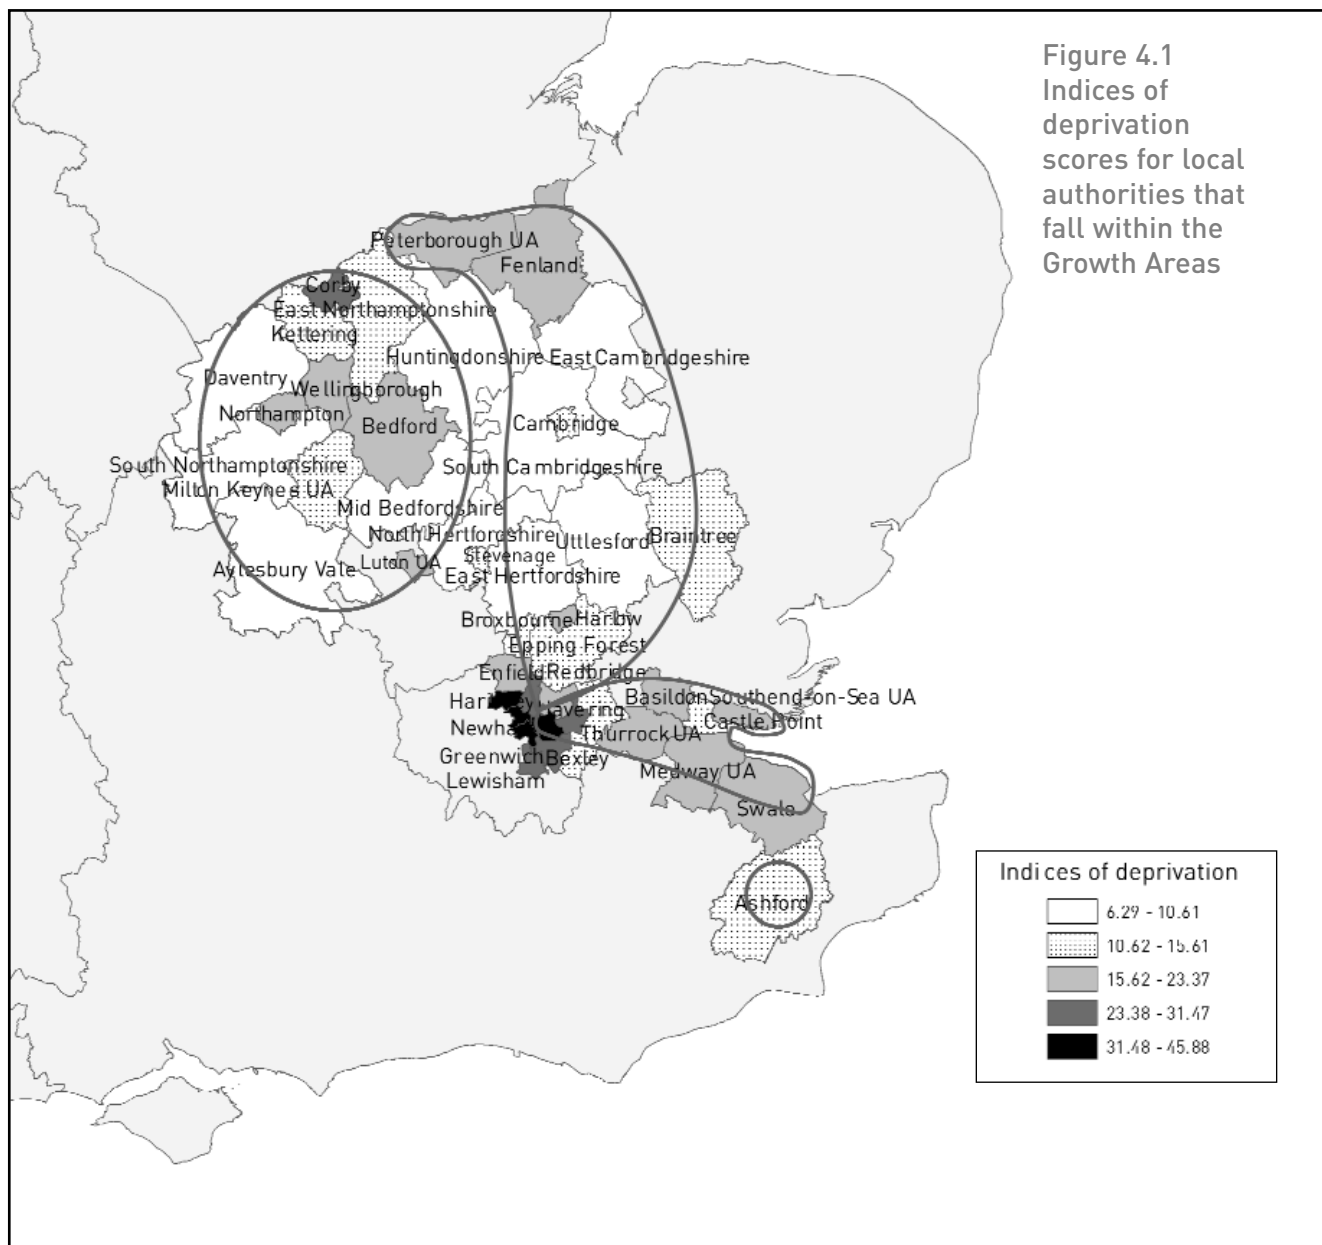 Figure 4.1
Indices of
deprivation
scores for local
authorities that
fall within the
Growth Areas
Peterborough UA
Fenland
Corby
East Northamptonshire
Kettering
Huntingdonshire
East Cambridgeshire
Daventry
Wellingborough
Northampton
Bedford
Cambridge
South Northamptonshire
South Cambridgeshire
Milton Keynes UA
Mid Bedfordshire
North Hertfordshire
Uttlesford
Braintree
Stevenage
Luton UA
Aylesbury Vale
East Hertfordshire
Broxbourne
Harlow
Epping Forest
Enfield
Redbridge
Basildon
Southend-on-Sea UA
Havering
Castle Point
Thurrock UA
Greenwich
Bexley
Medway UA
Lewisham
Swale
Ashford
Indices of deprivation
6.29 - 10.61
10.62 - 15.61
15.62 - 23.37
23.38 - 31.47
31.48 - 45.88